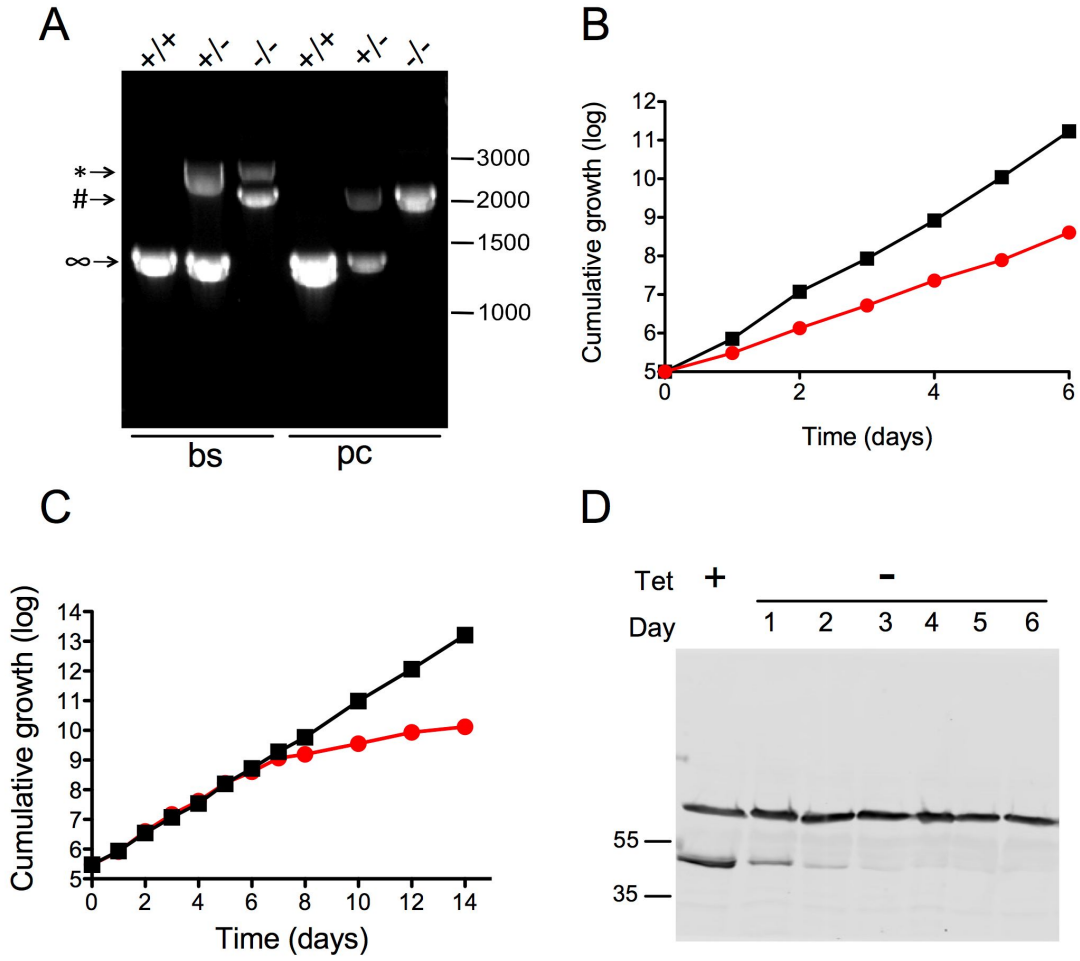 A
+/+ +/- -/- +/+ +/- -/-
*→
#→
∞→
3000
2000
1500
1000
bs pc
B
Cumulative growth (log)
12
11
10
9
8
7
6
5
0 2 4 6
Time (days)
C
Cumulative growth (log)
14
13
12
11
10
9
8
7
6
5
0 2 4 6 8 10 12 14
Time (days)
D
Tet + -
Day 1 2 3 4 5 6
55
35